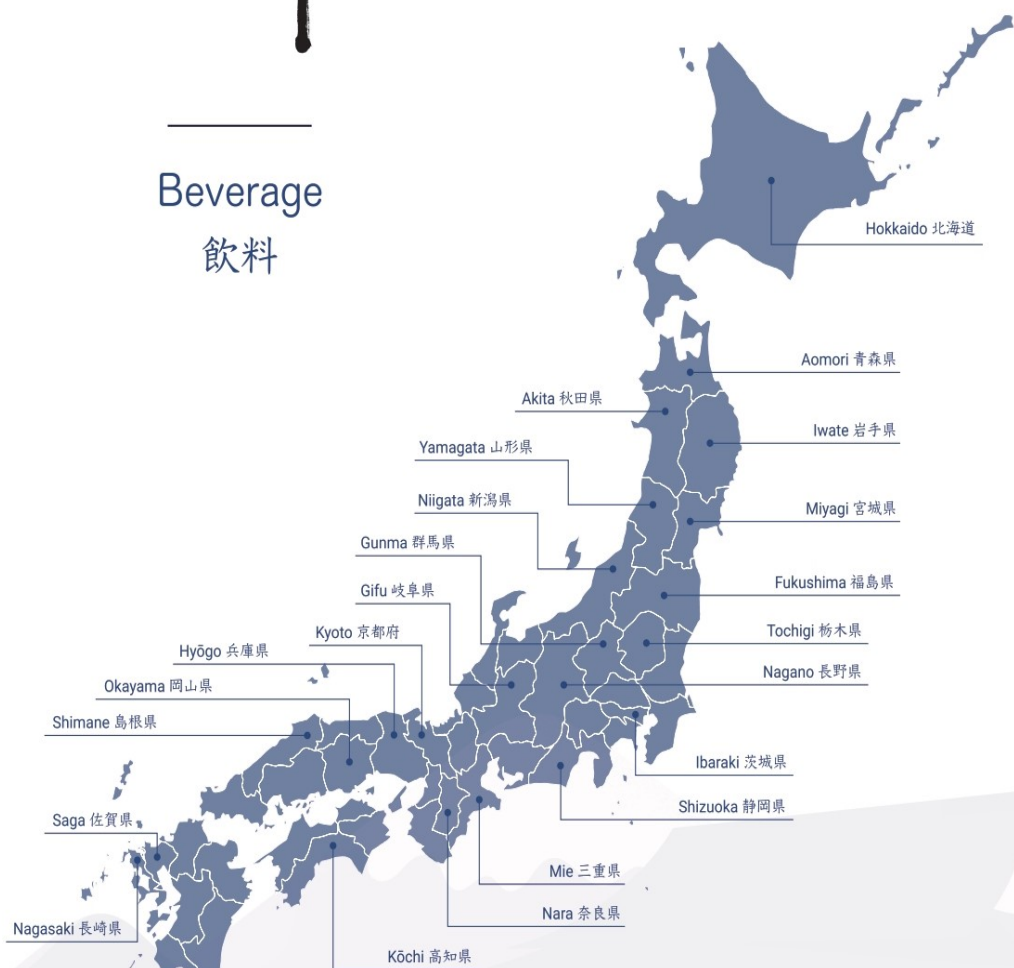 Beverage
飲料
Hokkaido 北海道
Aomori 青森県
Akita 秋田県
Iwate 岩手県
Yamagata 山形県
Niigata 新潟県
Miyagi 宮城県
Gunma 群馬県
Fukushima 福島県
Gifu 岐阜県
Kyoto 京都府
Tochigi 栃木県
Hyōgo 兵庫県
Nagano 長野県
Okayama 岡山県
Shimane 島根県
Ibaraki 茨城県
Shizuoka 静岡県
Saga 佐賀県
Mie 三重県
Nara 奈良県
Nagasaki 長崎県
Kōchi 高知県